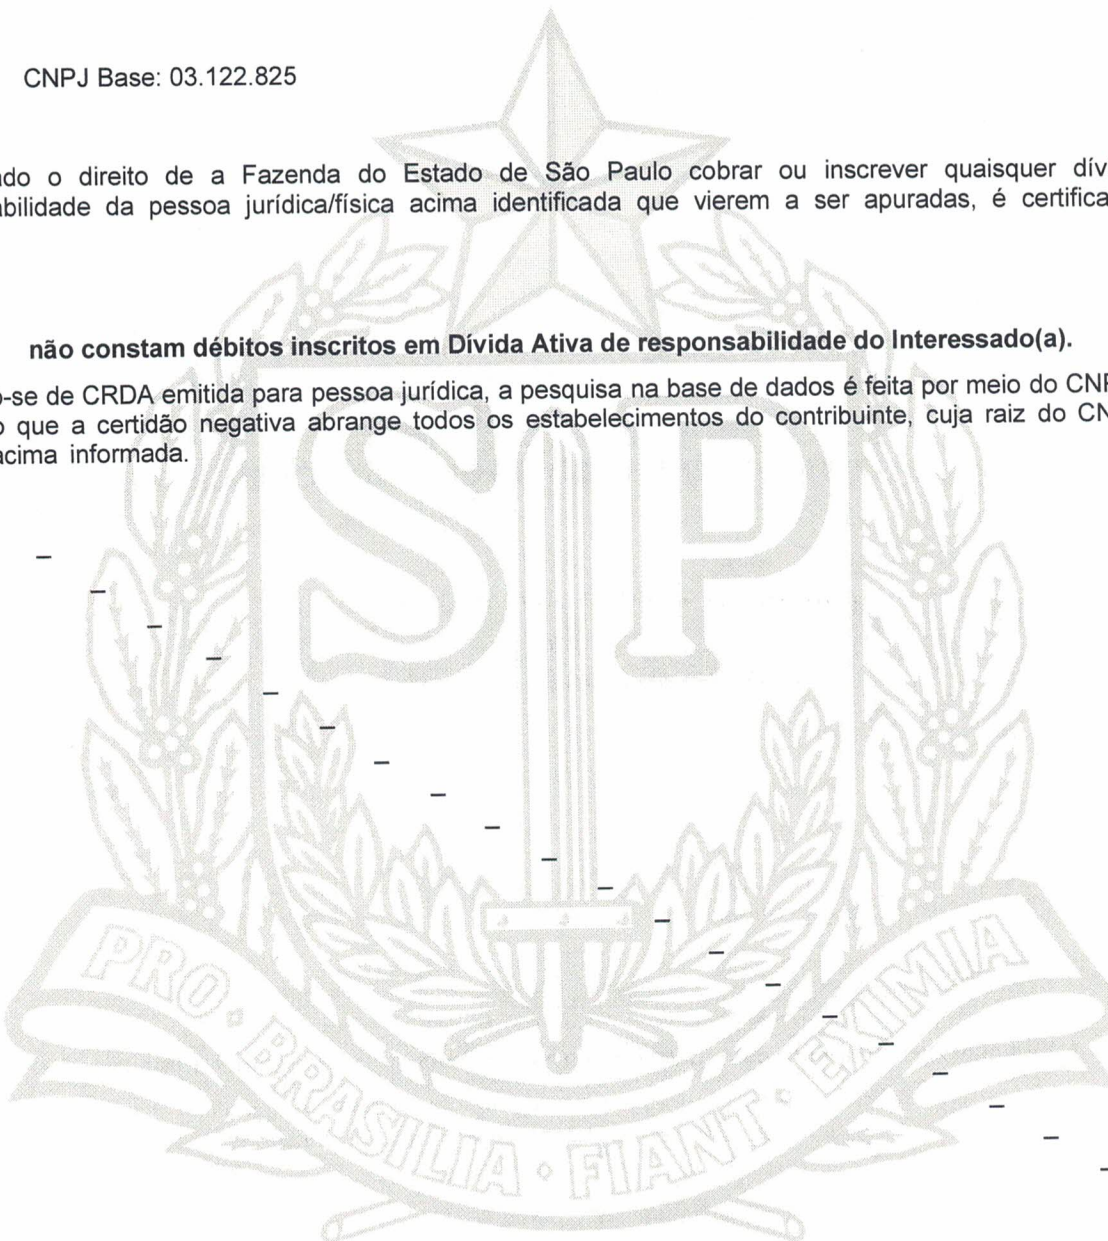 CNPJ Base: 03.122.825
do o direito de a Fazenda do Estado de São Paulo cobrar ou inscrever quaisquer dív
bilidade da pessoa jurídica/física acima identificada que vierem a ser apuradas, é certifica
não constam débitos inscritos em Dívida Ativa de responsabilidade do Interessado(a).
-se de CRDA emitida para pessoa jurídica, a pesquisa na base de dados é feita por meio do CNP
o que a certidão negativa abrange todos os estabelecimentos do contribuinte, cuja raiz do CN
acima informada.
SP
PRO · BRASILIA · FIANT · EXIMIA